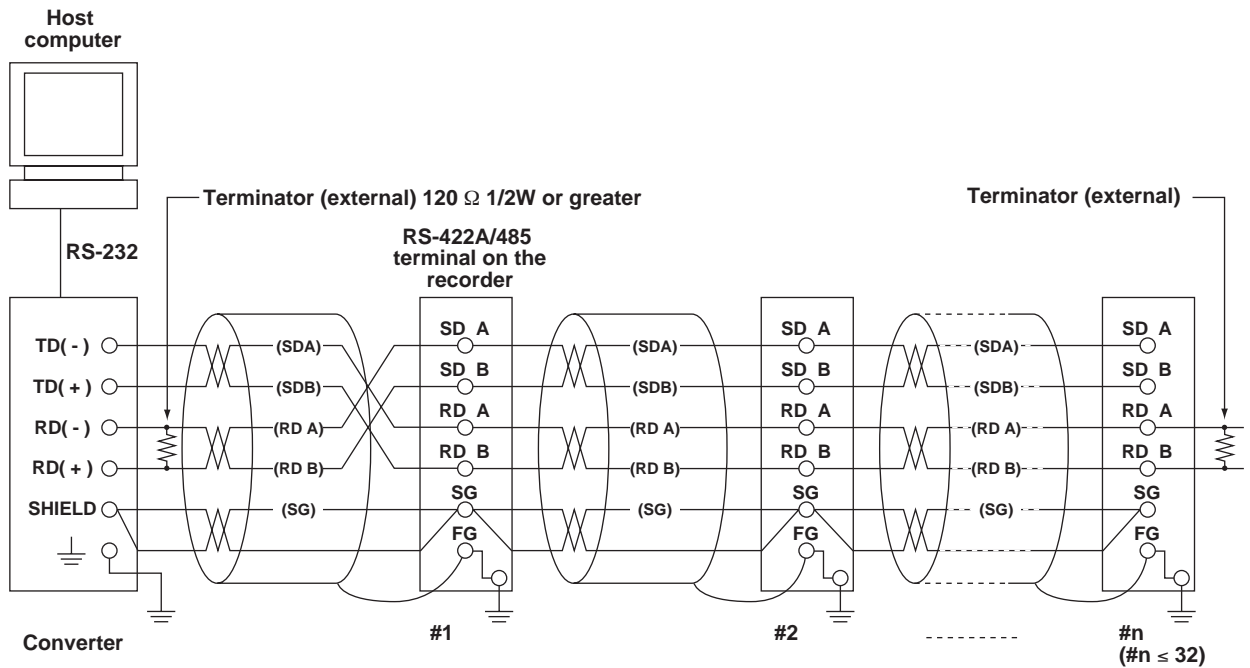 Host
computer
Terminator (external) 120 Ω 1/2W or greater
Terminator (external)
RS-232
RS-422A/485
terminal on the
recorder
TD( - )
(SDA)
SD A
(SDA)
SD A
(SDA)
SD A
TD( + )
(SDB)
SD B
(SDB)
SD B
(SDB)
SD B
RD( - )
(RD A)
RD A
(RD A)
RD A
(RD A)
RD A
RD( + )
(RD B)
RD B
(RD B)
RD B
(RD B)
RD B
SHIELD
(SG)
SG
(SG)
SG
(SG)
SG
FG
FG
FG
Converter
#1
#2
#n
(#n ≤ 32)